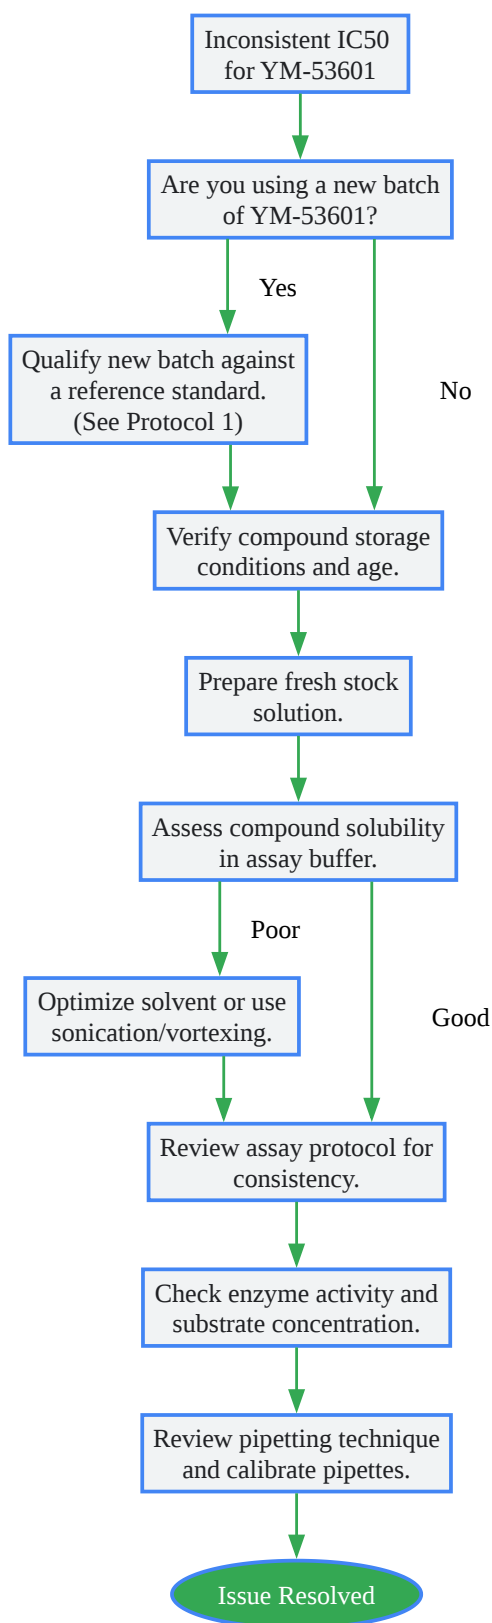 Inconsistent IC50
for YM-53601
Are you using a new batch
of YM-53601?
Yes
Qualify new batch against
a reference standard.
(See Protocol 1)
No
Verify compound storage
conditions and age.
Prepare fresh stock
solution.
Assess compound solubility
in assay buffer.
Poor
Optimize solvent or use
sonication/vortexing.
Good
Review assay protocol for
consistency.
Check enzyme activity and
substrate concentration.
Review pipetting technique
and calibrate pipettes.
Issue Resolved